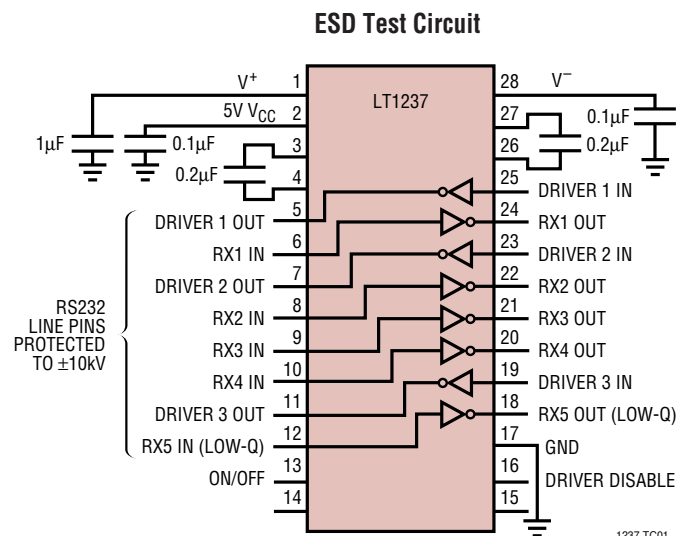 ESD Test Circuit
LT1237
V+ 1
5V VCC 2
1µF
0.1µF
3
0.2µF
4
DRIVER 1 OUT 5
RX1 IN 6
DRIVER 2 OUT 7
RX2 IN 8
RX3 IN 9
RX4 IN 10
DRIVER 3 OUT 11
RX5 IN (LOW-Q) 12
ON/OFF 13
14
RS232
LINE PINS
PROTECTED
TO ±10kV
28 V–
27
0.1µF
26
0.2µF
25 DRIVER 1 IN
24 RX1 OUT
23 DRIVER 2 IN
22 RX2 OUT
21 RX3 OUT
20 RX4 OUT
19 DRIVER 3 IN
18 RX5 OUT (LOW-Q)
17 GND
16 DRIVER DISABLE
15
1237 TC01